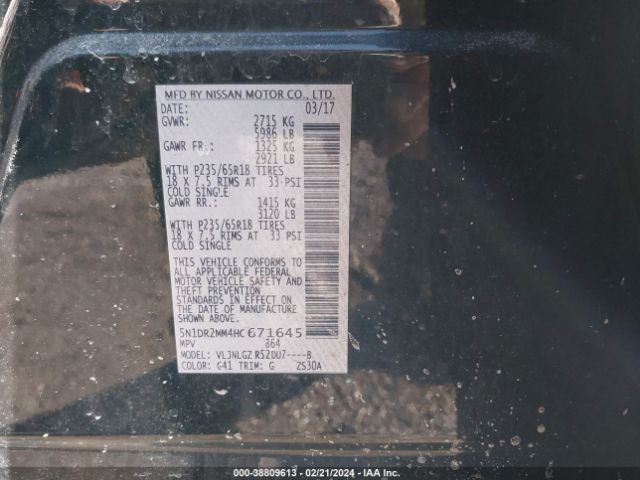 MFD BY NISSAN MOTOR CO., LTD.
DATE: 03/17
GVWR: 2715 KG
5986 LB
GAWR FR.: 1325 KG
2921 LB
WITH P235/65R18 TIRES
18 X 7.5 RIMS AT 33 PSI
COLD SINGLE
GAWR RR.: 1415 KG
3120 LB
WITH P235/65R18 TIRES
18 X 7.5 RIMS AT 33 PSI
COLD SINGLE
THIS VEHICLE CONFORMS TO
ALL APPLICABLE FEDERAL
MOTOR VEHICLE SAFETY AND
THEFT PREVENTION
STANDARDS IN EFFECT ON
THE DATE OF MANUFACTURE
SHOWN ABOVE.
5N1DR2MM4HC671645
MPV 864
MODEL: VLJNLGZ R52DU7----B
COLOR: G41 TRIM: G ZS30A
000-38809613 - 02/21/2024 - IAA Inc.